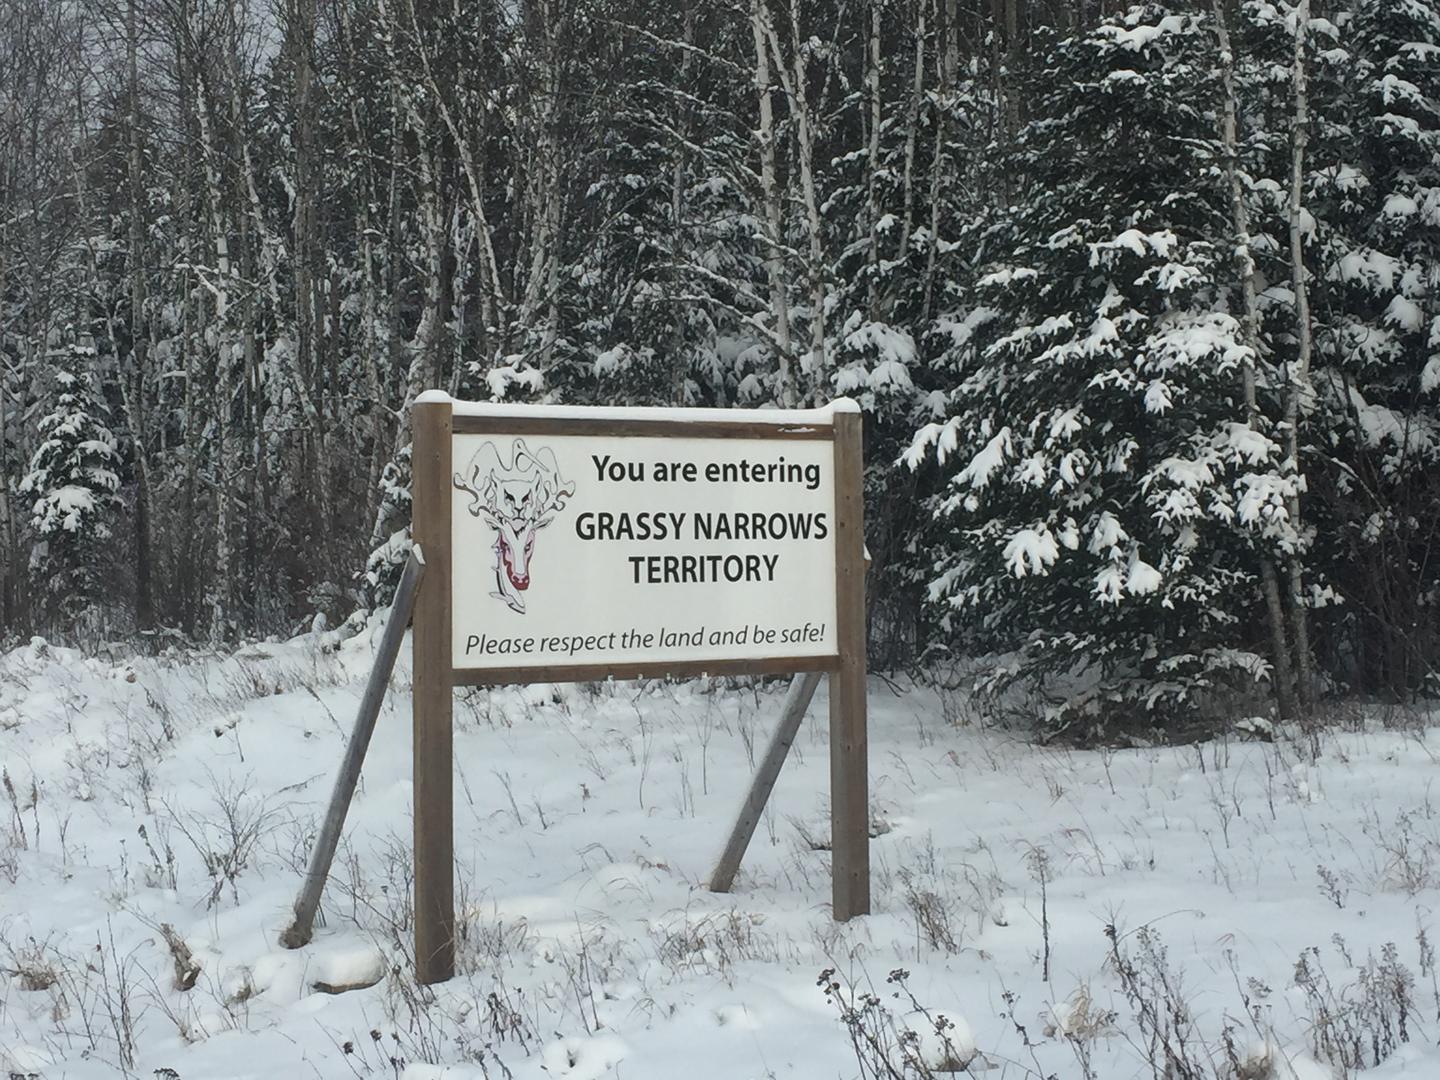 You are entering
GRASSY NARROWS
TERRITORY
Please respect the land and be safe!